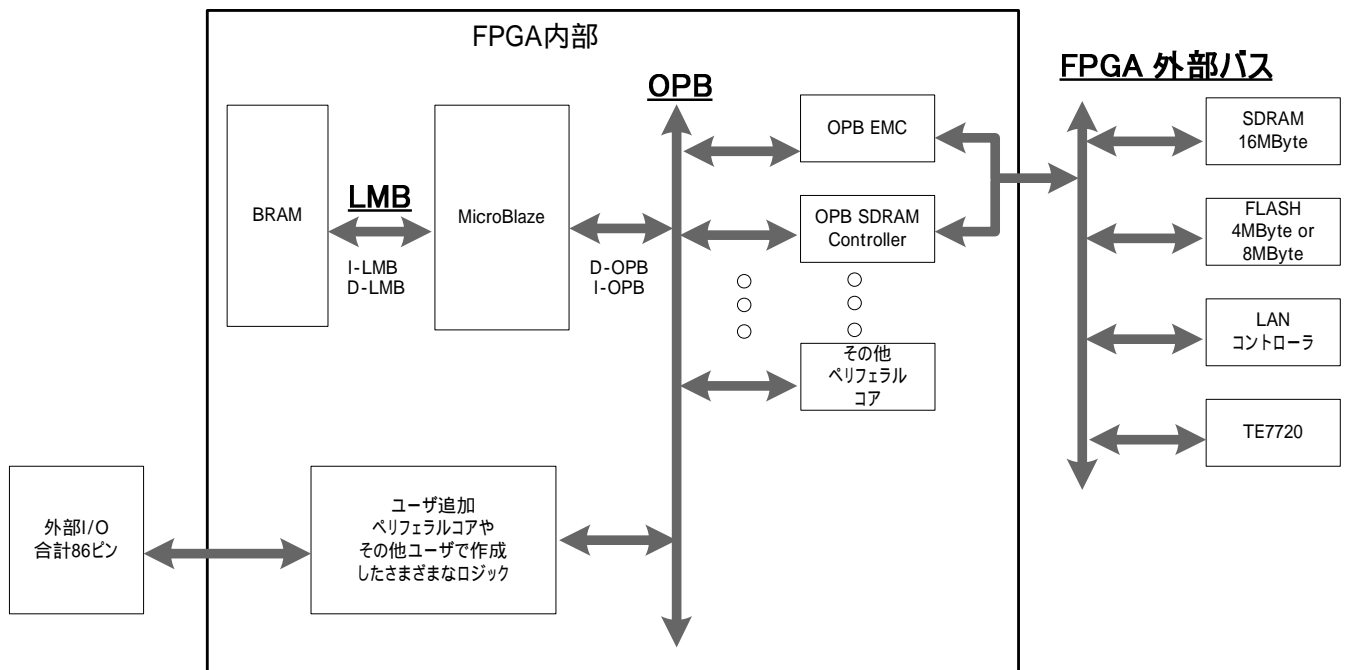 FPGA内部
FPGA 外部バス
OPB
BRAM
LMB
I-LMB
D-LMB
MicroBlaze
D-OPB
I-OPB
OPB EMC
OPB SDRAM
Controller
その他
ペリフェラル
コア
SDRAM
16MByte
FLASH
4MByte or
8MByte
LAN
コントローラ
TE7720
外部I/O
合計86ピン
ユーザ追加
ペリフェラルコアや
その他ユーザで作成
したさまざまなロジック